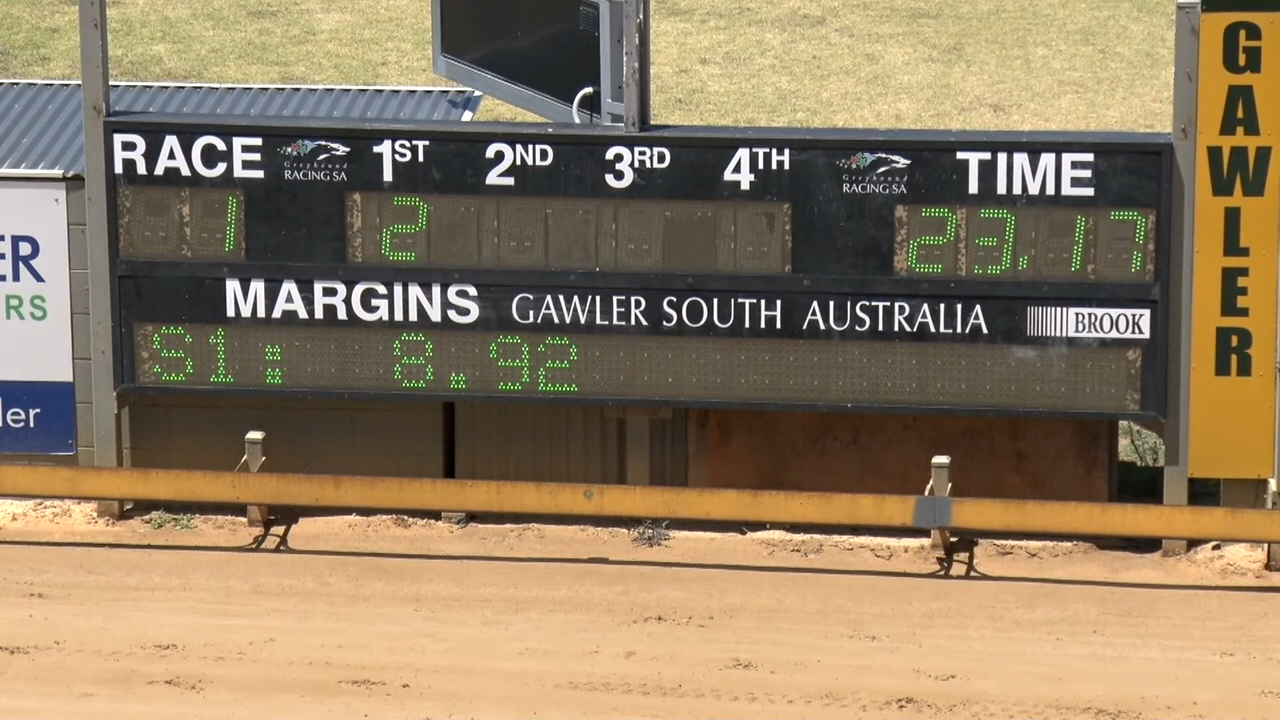 RACE Greyhound RACING SA 1ST 2ND 3RD 4TH Greyhound RACING SA TIME
1 2 23.17
MARGINS GAWLER SOUTH AUSTRALIA BROOK
S1: 8.92
GAWLER
ER
RS
ler